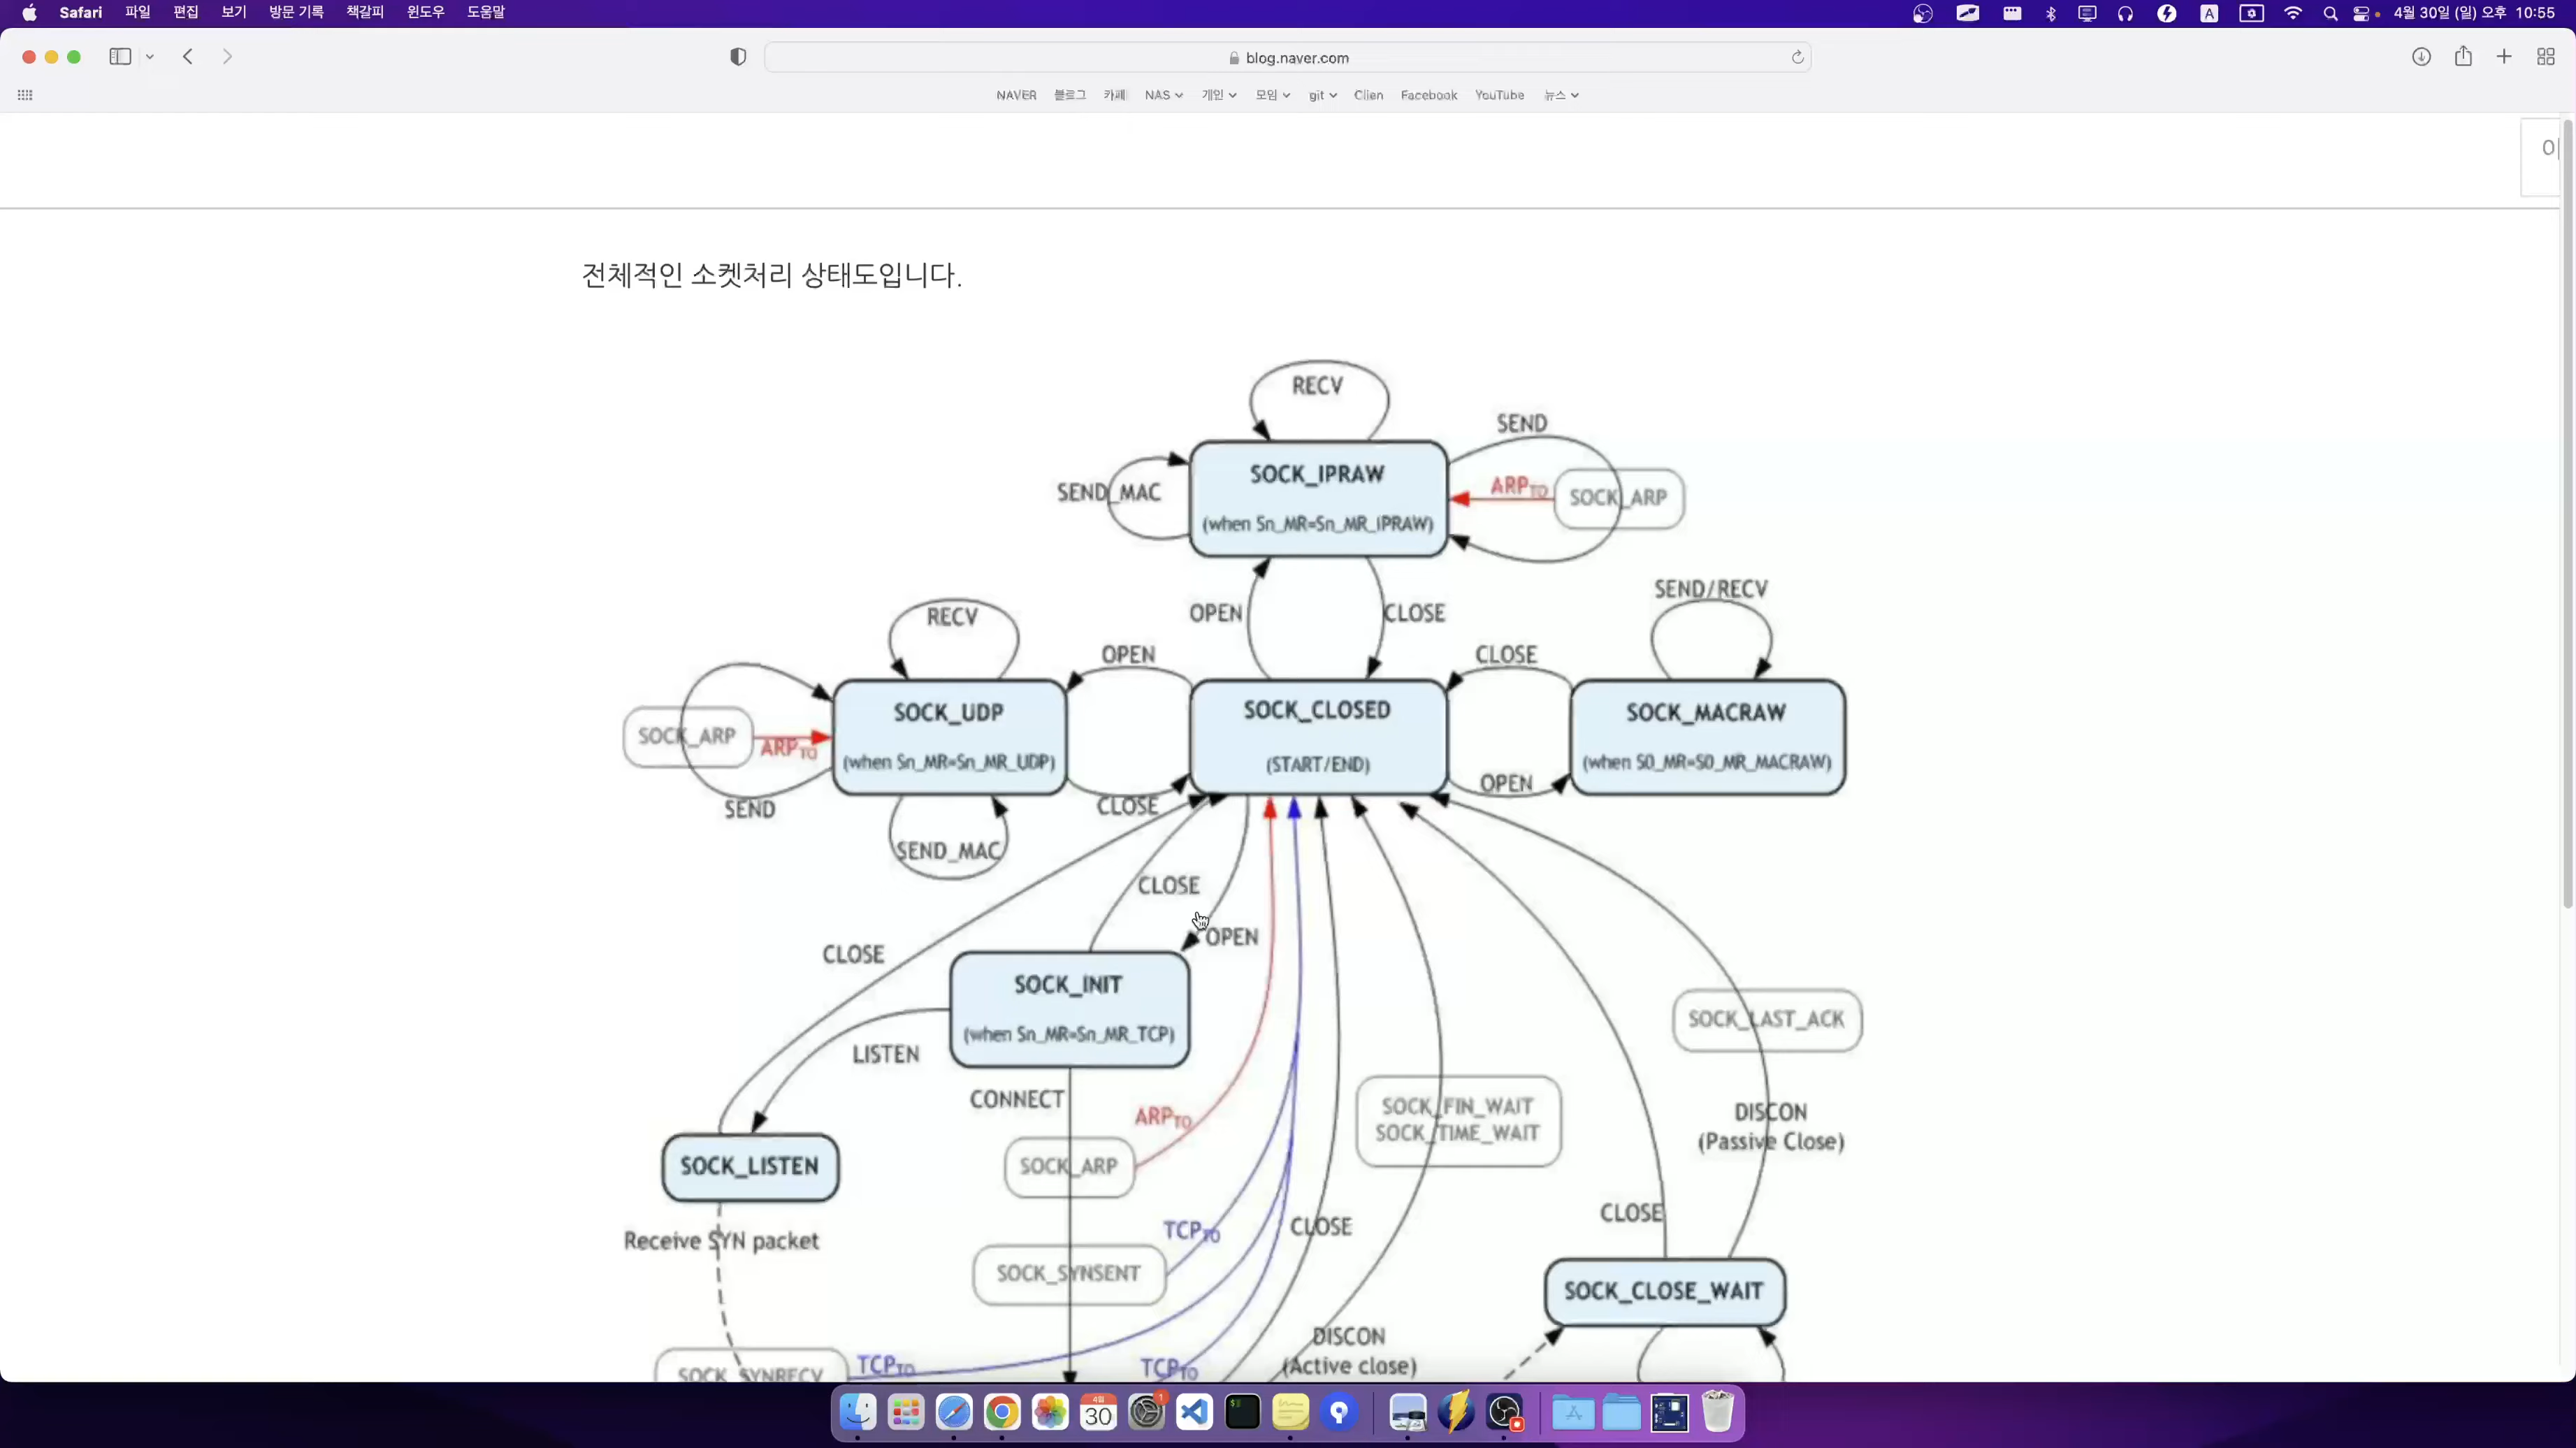 Safari 파일 편집 보기 방문 기록 책갈피 윈도우 도움말 4월 30일 (일) 오후 10:55
blog.naver.com
NAVER 블로그 카페 NAS 개인 모임 git Clien Facebook YouTube 뉴스
전체적인 소켓처리 상태도입니다.
RECV
SEND
SOCK_IPRAW
(when Sn_MR=Sn_MR_IPRAW)
SEND_MAC
ARPTO
SOCK_ARP
OPEN
CLOSE
SEND/RECV
RECV
OPEN
CLOSE
SOCK_UDP
(when Sn_MR=Sn_MR_UDP)
SOCK_CLOSED
(START/END)
SOCK_MACRAW
(when S0_MR=S0_MR_MACRAW)
SOCK_ARP
ARPTO
SEND
CLOSE
OPEN
SEND_MAC
CLOSE
OPEN
CLOSE
SOCK_INIT
(when Sn_MR=Sn_MR_TCP)
SOCK_LAST_ACK
LISTEN
CONNECT
ARPTO
SOCK_FIN_WAIT
SOCK_TIME_WAIT
DISCON
(Passive Close)
SOCK_LISTEN
SOCK_ARP
CLOSE
Receive SYN packet
TCPTO
CLOSE
SOCK_SYNSENT
SOCK_CLOSE_WAIT
DISCON
(Active close)
SOCK_SYNRECV
TCPTO
TCPTO
4월
30
1